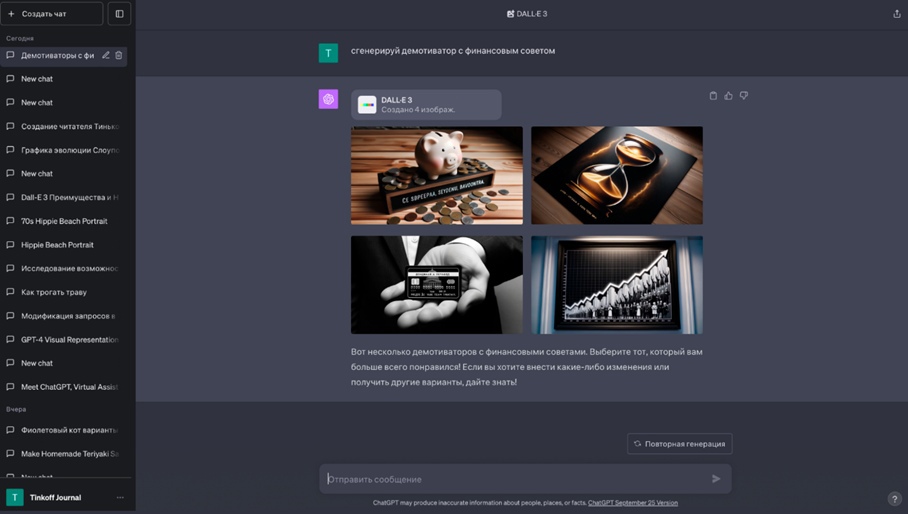 Создать чат
Сегодня
Демотиваторы с фи
New chat
New chat
Создание читателя Тинько
Графика эволюции Слоупо
New chat
Dall-E 3 Преимущества и Н
70s Hippie Beach Portrait
Hippie Beach Portrait
Исследование возможнос
Как трогать траву
Модификация запросов в
GPT-4 Visual Representation
New chat
Meet ChatGPT, Virtual Assist
Вчера
Фиолетовый кот варианты
Make Homemade Teriyaki Sa
New chat
T Tinkoff Journal
DALL-E 3
T сгенерируй демотиватор с финансовым советом
DALL-E 3
Создано 4 изображ.
Вот несколько демотиваторов с финансовыми советами. Выберите тот, который вам
больше всего понравился! Если вы хотите внести какие-либо изменения или
получить другие варианты, дайте знать!
Повторная генерация
Отправить сообщение
ChatGPT may produce inaccurate information about people, places, or facts. ChatGPT September 25 Version
?